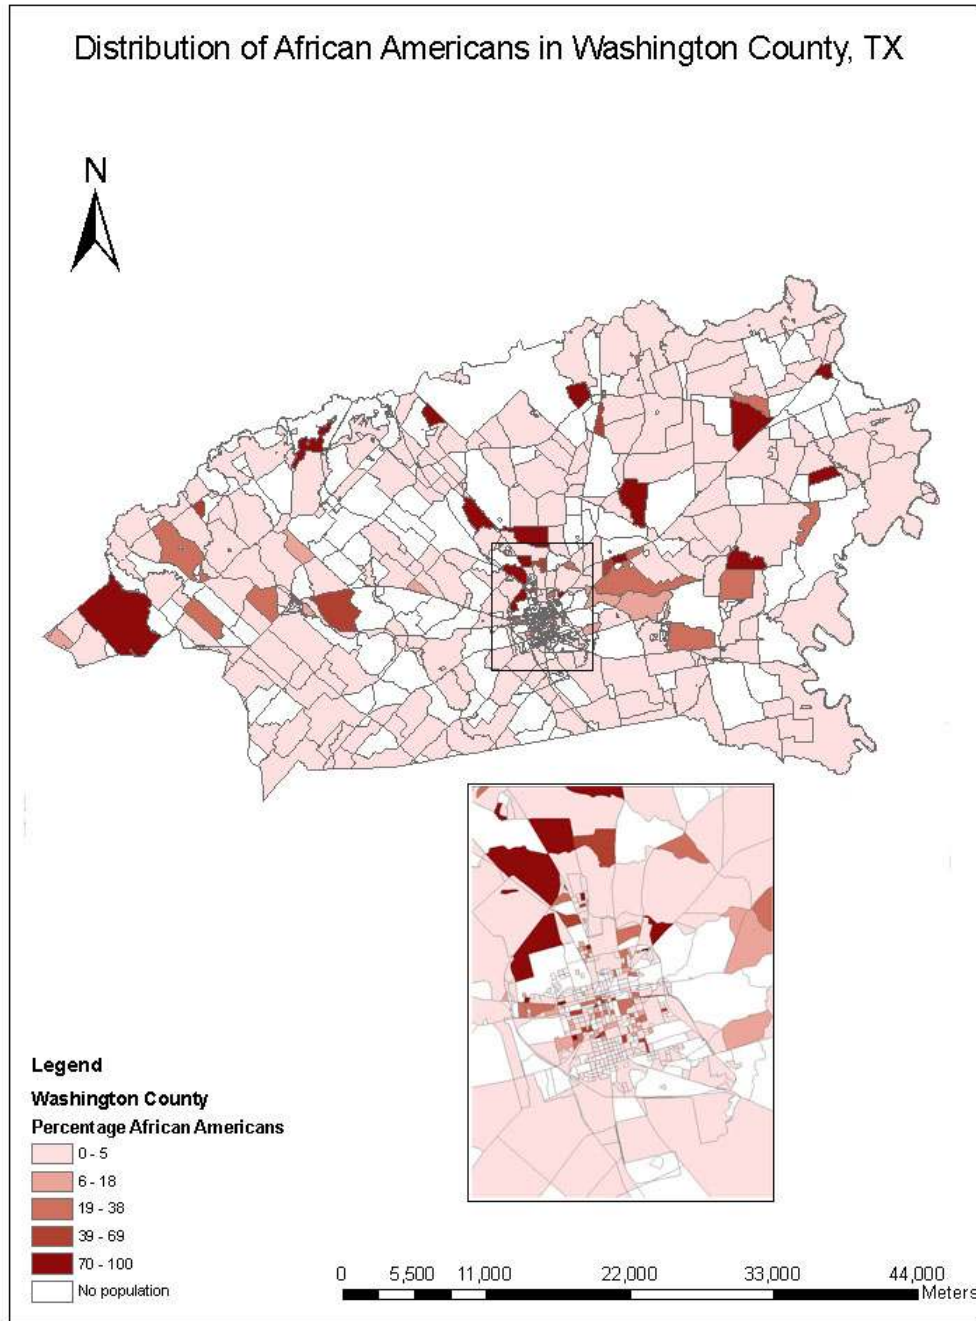 Distribution of African Americans in Washington County, TX
N
Legend
Washington County
Percentage African Americans
0 - 5
6 - 18
19 - 38
39 - 69
70 - 100
No population
0 5,500 11,000 22,000 33,000 44,000
Meters